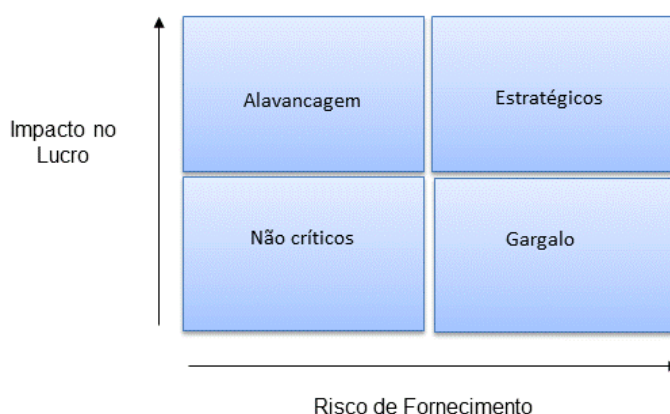 Alavancagem
Estratégicos
Impacto no
Lucro
Não críticos
Gargalo
Risco de Fornecimento